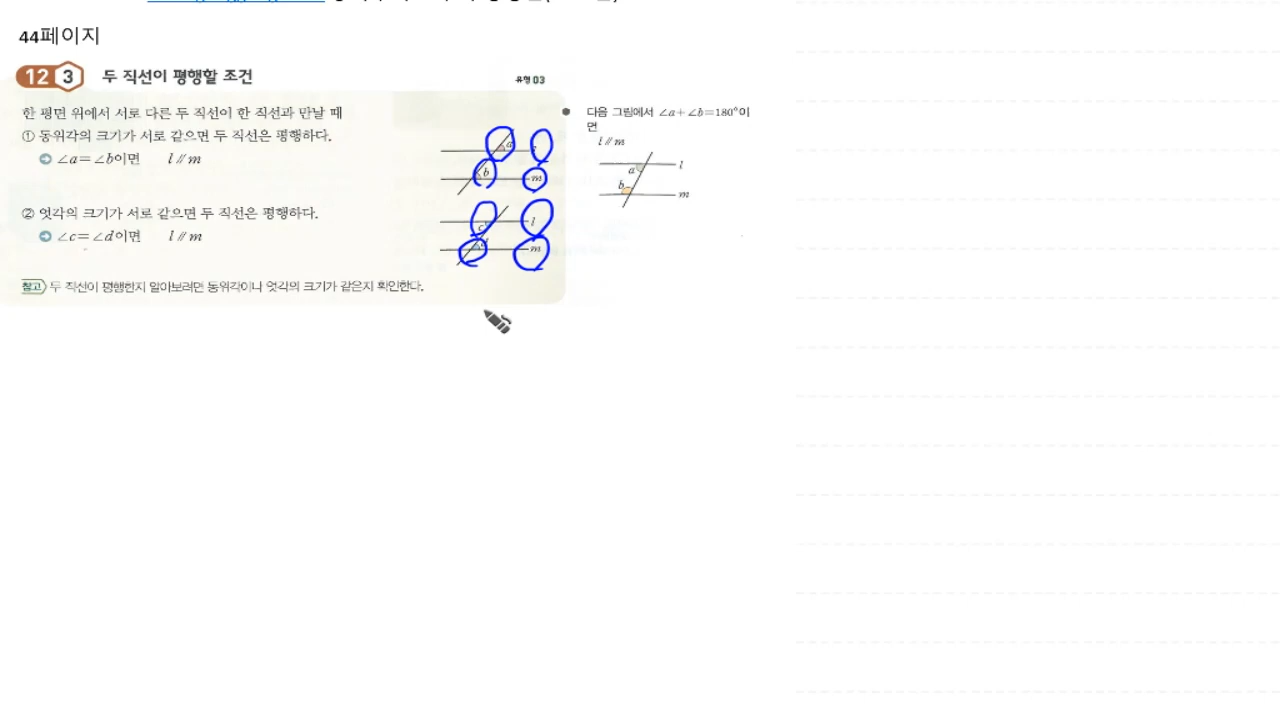 44페이지
12 3 두 직선이 평행할 조건
유형 03
한 평면 위에서 서로 다른 두 직선이 한 직선과 만날 때
① 동위각의 크기가 서로 같으면 두 직선은 평행하다.
∠a=∠b이면 l∥m
② 엇각의 크기가 서로 같으면 두 직선은 평행하다.
∠c=∠d이면 l∥m
참고 두 직선이 평행한지 알아보려면 동위각이나 엇각의 크기가 같은지 확인한다.
a
b
m
c
l
d
m
다음 그림에서 ∠a+∠b=180°이
면
l∥m
a
l
b
m